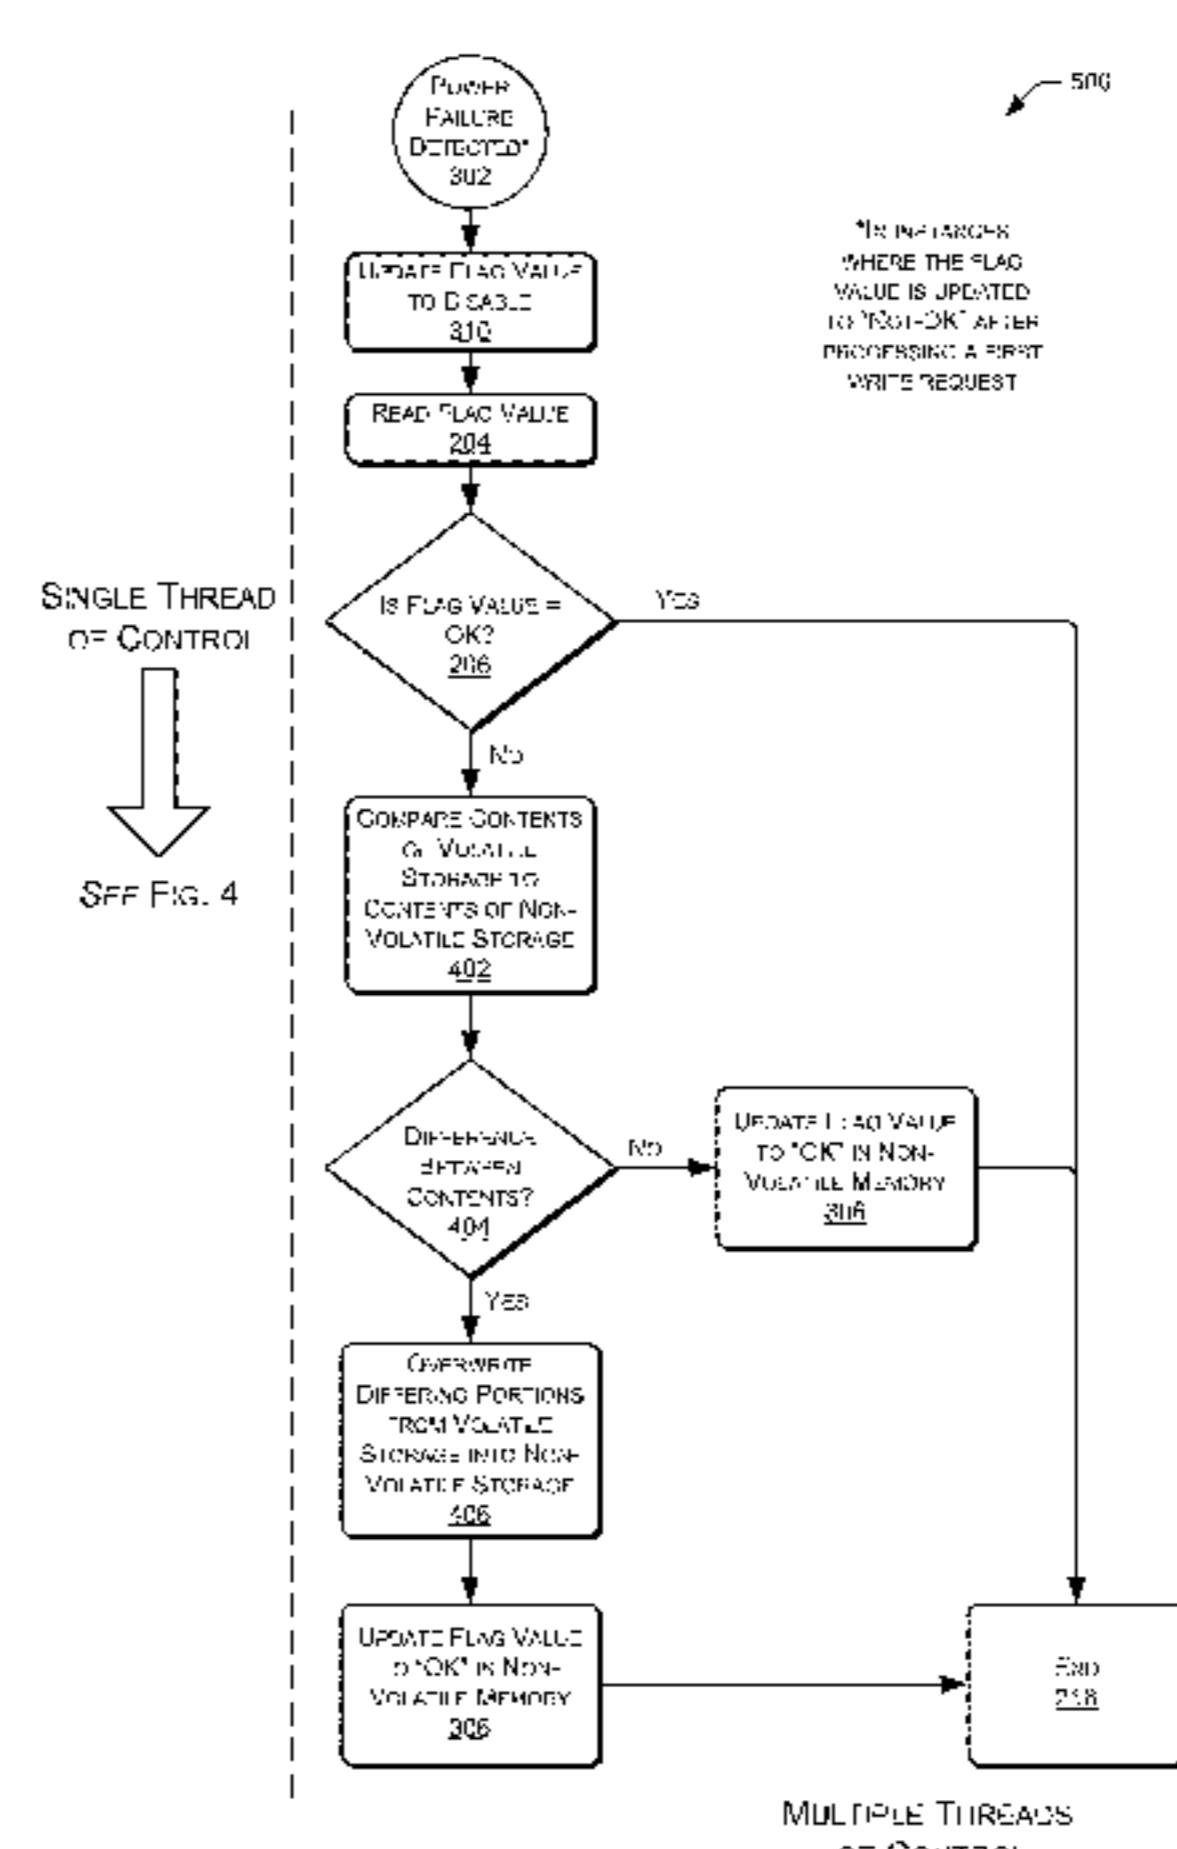 500
POWER
FAILURE
DETECTED*
302
*IN INSTANCES
WHERE THE FLAG
VALUE IS UPDATED
TO "NOT-OK" AFTER
PROCESSING A FIRST
WRITE REQUEST
UPDATE FLAG VALUE
TO DISABLE
310
READ FLAG VALUE
204
SINGLE THREAD
OF CONTROL
SEE FIG. 4
IS FLAG VALUE =
OK?
206
YES
NO
COMPARE CONTENTS
OF VOLATILE
STORAGE TO
CONTENTS OF NON-
VOLATILE STORAGE
402
DIFFERENCE
BETWEEN
CONTENTS?
404
NO
UPDATE FLAG VALUE
TO "OK" IN NON-
VOLATILE MEMORY
306
YES
OVERWRITE
DIFFERING PORTIONS
FROM VOLATILE
STORAGE INTO NON-
VOLATILE STORAGE
406
UPDATE FLAG VALUE
TO "OK" IN NON-
VOLATILE MEMORY
306
END
218
MULTIPLE THREADS
OF CONTROL